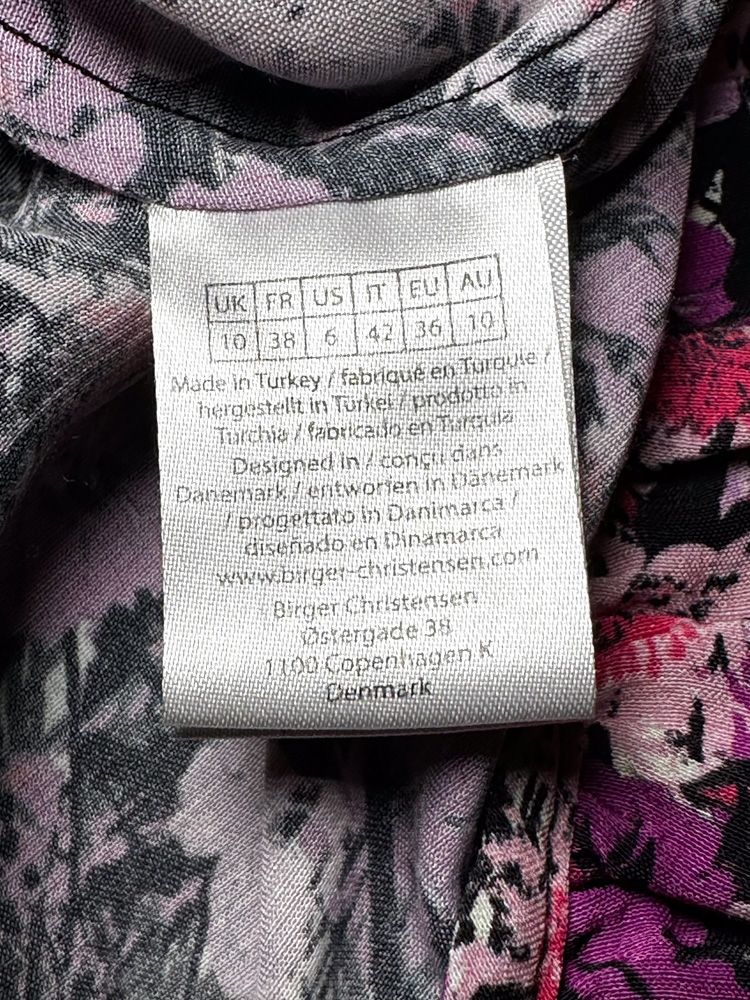 UK FR US IT EU AU
10 38 6 42 36 10
Made in Turkey / fabriqué en Turquie /
hergestellt in Türkei / prodotto in
Turchia / fabricado en Turquía
Designed in / conçu dans
Danemark / entworfen in Dänemark
/ progettato in Danimarca /
diseñado en Dinamarca
www.birger-christensen.com
Birger Christensen
Østergade 38
1100 Copenhagen K
Denmark